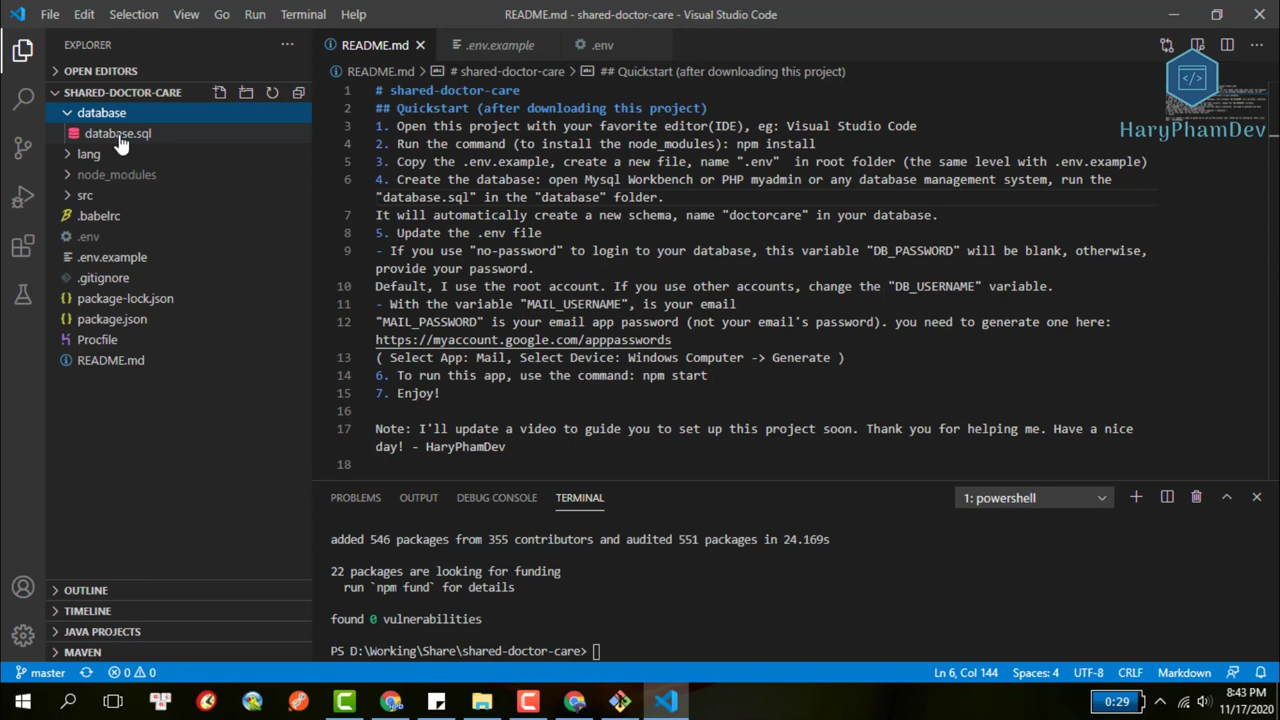 File Edit Selection View Go Run Terminal Help
README.md - shared-doctor-care - Visual Studio Code
EXPLORER
OPEN EDITORS
SHARED-DOCTOR-CARE
database
database.sql
lang
node_modules
src
.babelrc
.env
.env.example
.gitignore
package-lock.json
package.json
Procfile
README.md
OUTLINE
TIMELINE
JAVA PROJECTS
MAVEN
README.md .env.example .env
README.md > # shared-doctor-care > ## Quickstart (after downloading this project)
HaryPhamDev
1 # shared-doctor-care
2 ## Quickstart (after downloading this project)
3 1. Open this project with your favorite editor(IDE), eg: Visual Studio Code
4 2. Run the command (to install the node_modules): npm install
5 3. Copy the .env.example, create a new file, name ".env" in root folder (the same level with .env.example)
6 4. Create the database: open Mysql Workbench or PHP myadmin or any database management system, run the
"database.sql" in the "database" folder.
7 It will automatically create a new schema, name "doctorcare" in your database.
8 5. Update the .env file
9 - If you use "no-password" to login to your database, this variable "DB_PASSWORD" will be blank, otherwise,
provide your password.
10 Default, I use the root account. If you use other accounts, change the "DB_USERNAME" variable.
11 - With the variable "MAIL_USERNAME", is your email
12 "MAIL_PASSWORD" is your email app password (not your email's password). you need to generate one here:
https://myaccount.google.com/apppasswords
13 ( Select App: Mail, Select Device: Windows Computer -> Generate )
14 6. To run this app, use the command: npm start
15 7. Enjoy!
16
17 Note: I'll update a video to guide you to set up this project soon. Thank you for helping me. Have a nice
day! - HaryPhamDev
18
PROBLEMS OUTPUT DEBUG CONSOLE TERMINAL
1: powershell
added 546 packages from 355 contributors and audited 551 packages in 24.169s
22 packages are looking for funding
run `npm fund` for details
found 0 vulnerabilities
PS D:\Working\Share\shared-doctor-care>
master 0 0
Ln 6, Col 144 Spaces: 4 UTF-8 CRLF Markdown
0:29
8:43 PM
11/17/2020